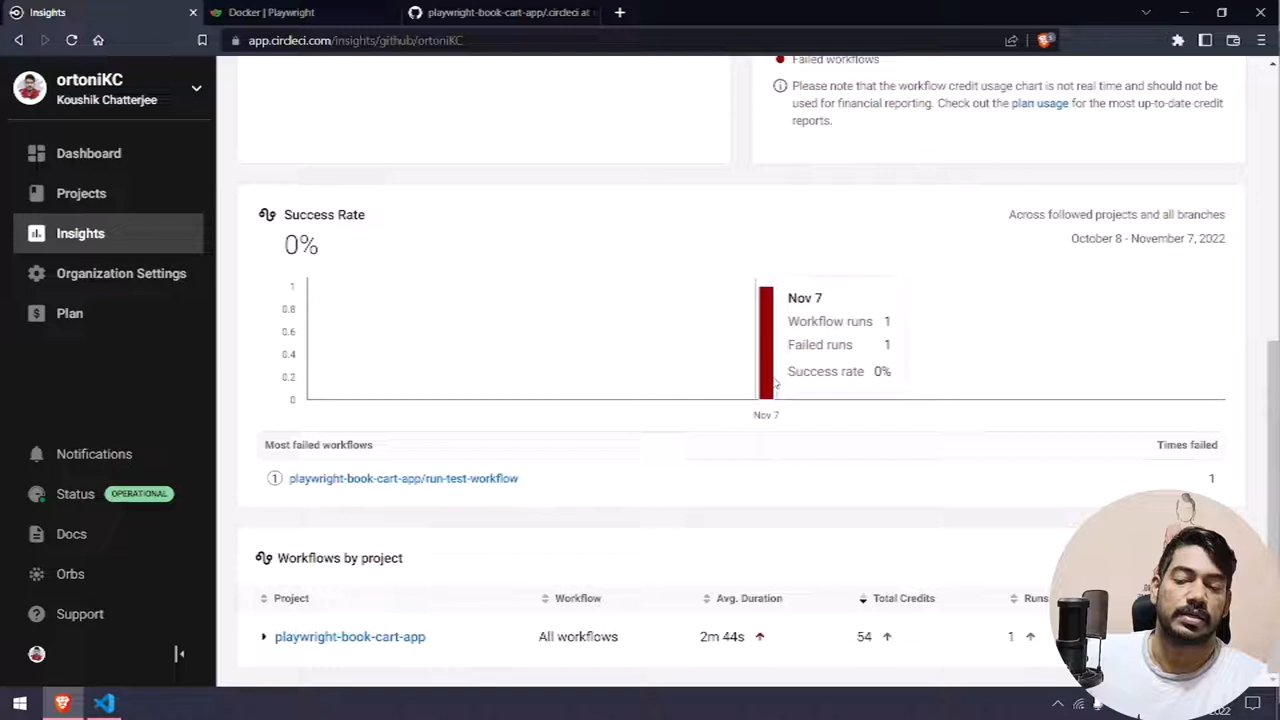 Insights
Docker | Playwright
playwright-book-cart-app/.circleci at
app.circleci.com/insights/github/ortoniKC
ortoniKC
Koushik Chatterjee
Dashboard
Projects
Insights
Organization Settings
Plan
Notifications
Status OPERATIONAL
Docs
Orbs
Support
Failed workflows
Please note that the workflow credit usage chart is not real time and should not be
used for financial reporting. Check out the plan usage for the most up-to-date credit
reports.
Success Rate
0%
Across followed projects and all branches
October 8 - November 7, 2022
1
0.8
0.6
0.4
0.2
0
Nov 7
Workflow runs 1
Failed runs 1
Success rate 0%
Nov 7
Most failed workflows Times failed
1 playwright-book-cart-app/run-test-workflow 1
Workflows by project
Project Workflow Avg. Duration Total Credits Runs
playwright-book-cart-app All workflows 2m 44s 54 1
2022